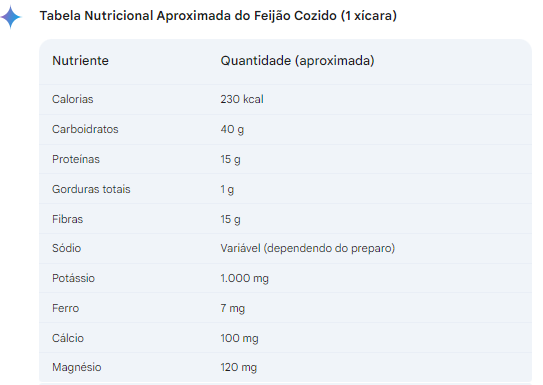 Tabela Nutricional Aproximada do Feijão Cozido (1 xícara)
Nutriente Quantidade (aproximada)
Calorias 230 kcal
Carboidratos 40 g
Proteínas 15 g
Gorduras totais 1 g
Fibras 15 g
Sódio Variável (dependendo do preparo)
Potássio 1.000 mg
Ferro 7 mg
Cálcio 100 mg
Magnésio 120 mg